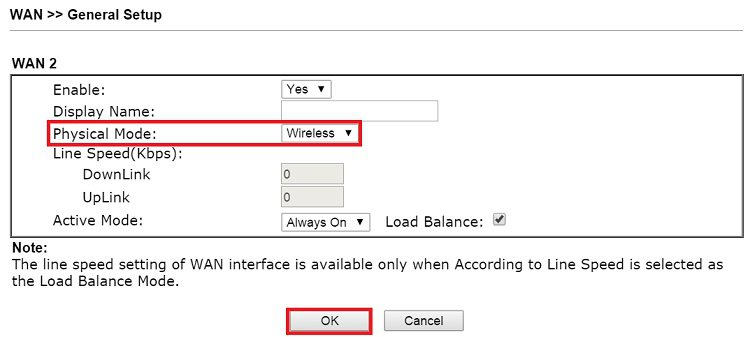 WAN >> General Setup
WAN 2
Enable: Yes
Display Name:
Physical Mode: Wireless
Line Speed(Kbps):
DownLink 0
UpLink 0
Active Mode: Always On Load Balance:
Note:
The line speed setting of WAN interface is available only when According to Line Speed is selected as
the Load Balance Mode.
OK Cancel